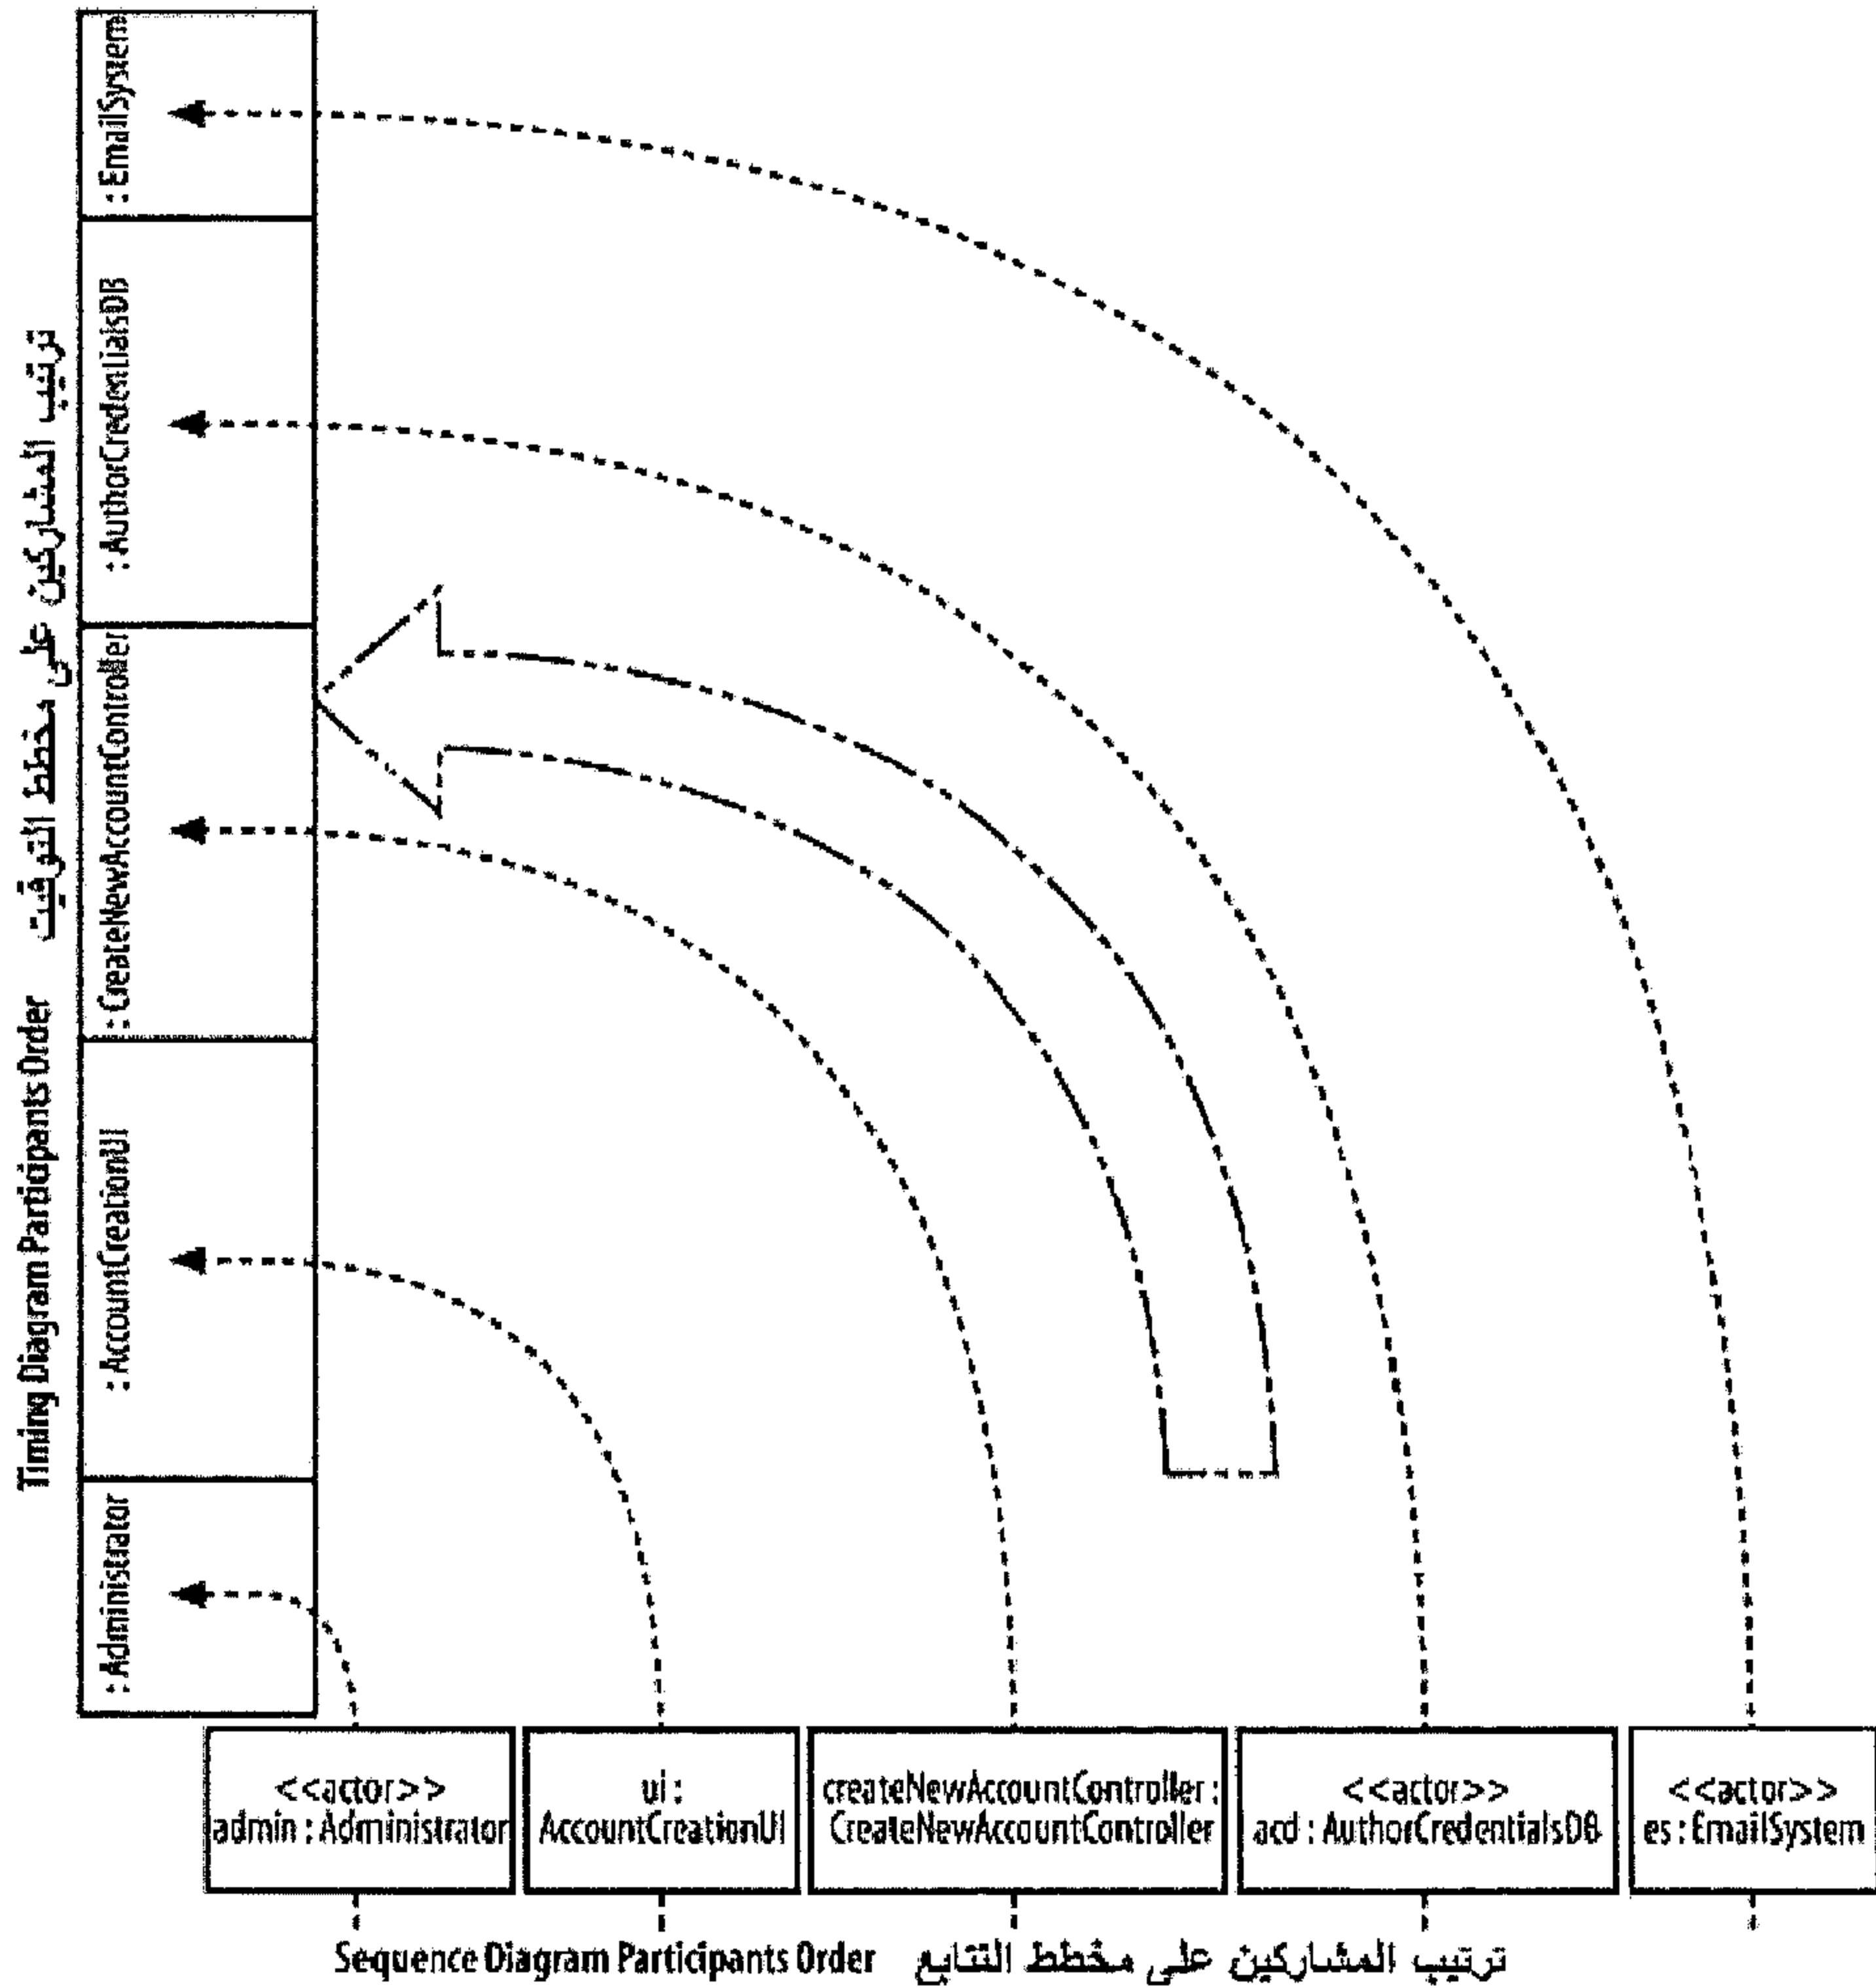 Timing Diagram Participants Order ترتيب المشاركين على مخطط التوقيت
: EmailSystem
: AuthorCredentialsDB
: CreateNewAccountController
: AccountCreationUI
: Administrator
<<actor>>
admin : Administrator
ui :
AccountCreationUI
createNewAccountController :
CreateNewAccountController
<<actor>>
acd : AuthorCredentialsDB
<<actor>>
es : EmailSystem
Sequence Diagram Participants Order ترتيب المشاركين على مخطط التتابع